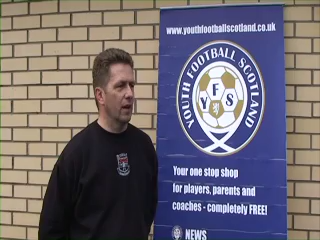 www.youthfootballscotland.co.uk
YOUTH FOOTBALL SCOTLAND
YFS
Your one stop shop
for players, parents and
coaches - completely FREE!
NEWS